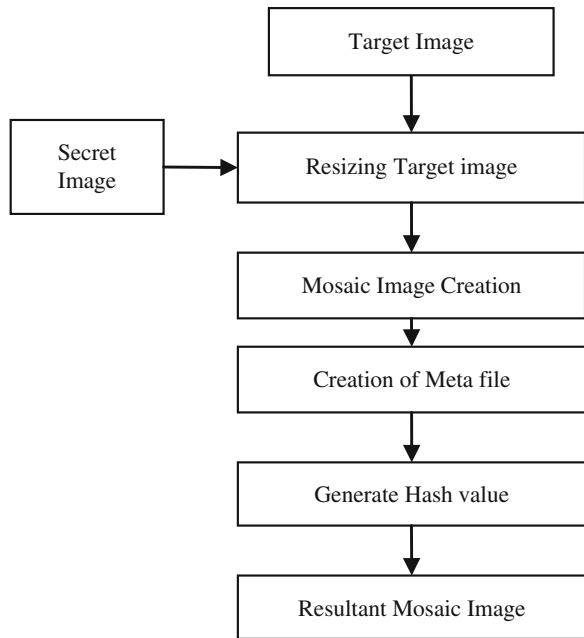 Target Image
Secret
Image
Resizing Target image
Mosaic Image Creation
Creation of Meta file
Generate Hash value
Resultant Mosaic Image